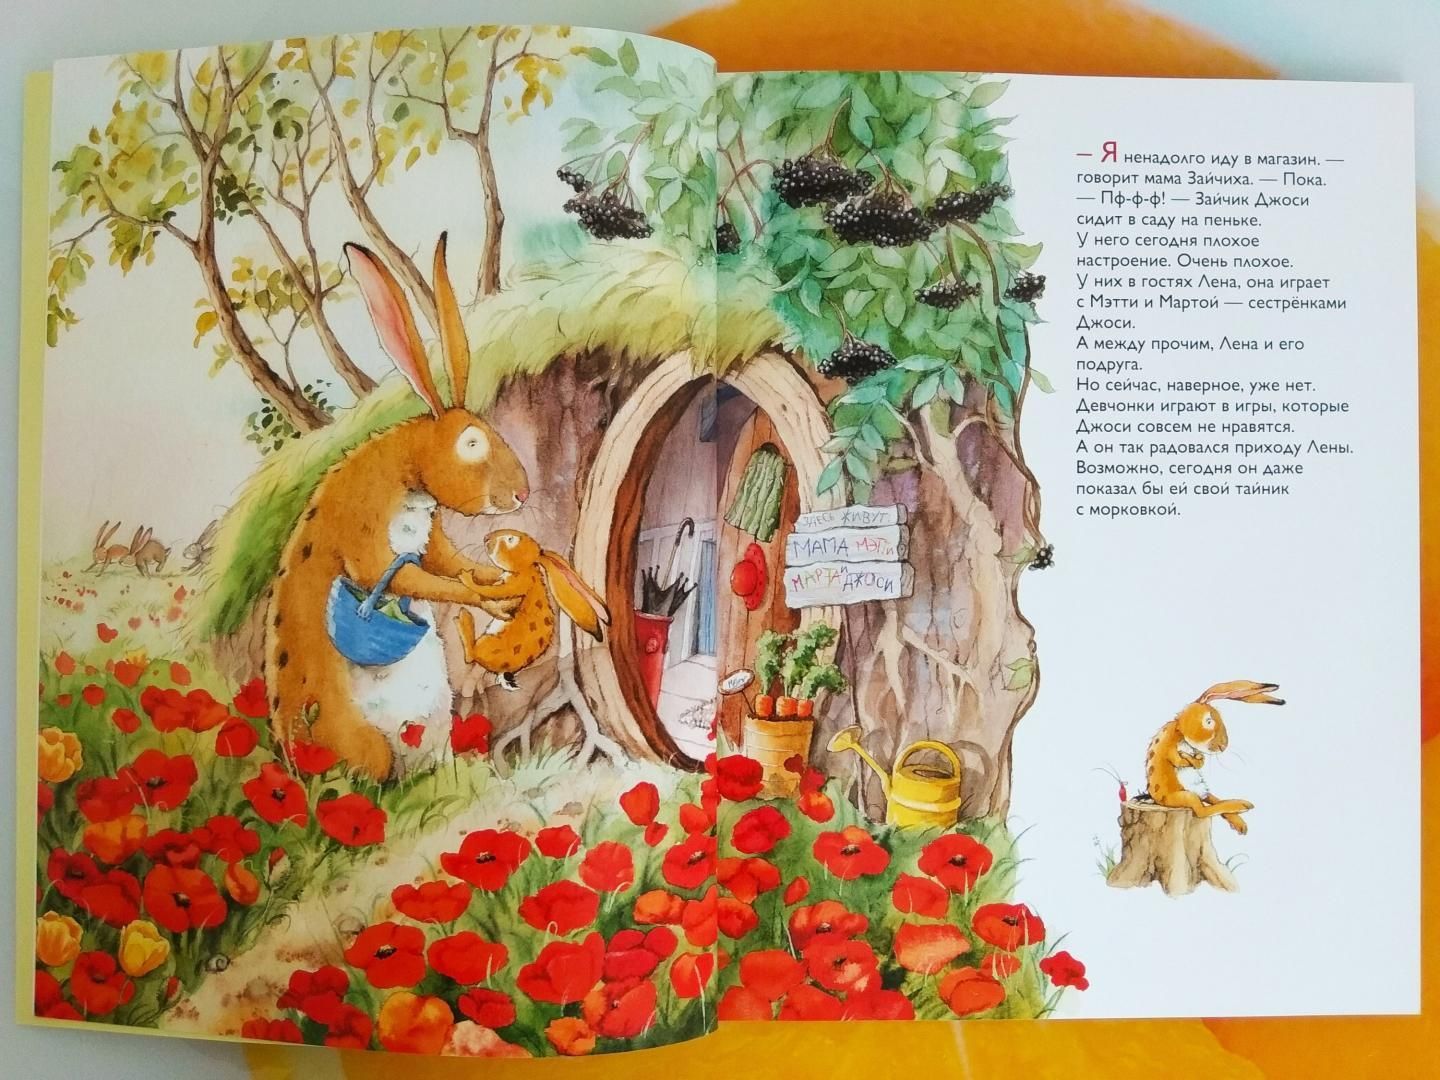 ЗДЕСЬ ЖИВУТ:
МАМА МЭТТИ
МАРТА И ДЖОСИ
— Я ненадолго иду в магазин. —
говорит мама Зайчиха. — Пока.
— Пф-ф-ф! — Зайчик Джоси
сидит в саду на пеньке.
У него сегодня плохое
настроение. Очень плохое.
У них в гостях Лена, она играет
с Мэтти и Мартой — сестрёнками
Джоси.
А между прочим, Лена и его
подруга.
Но сейчас, наверное, уже нет.
Девчонки играют в игры, которые
Джоси совсем не нравятся.
А он так радовался приходу Лены.
Возможно, сегодня он даже
показал бы ей свой тайник
с морковкой.